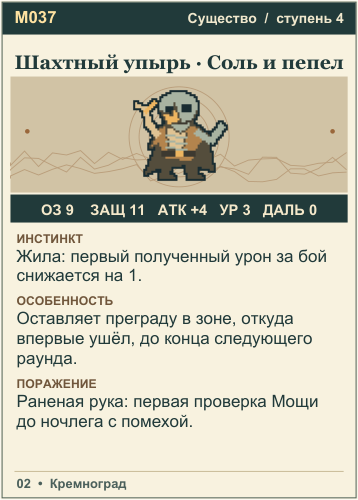 M037
Существо / ступень 4
Шахтный упырь · Соль и пепел
ОЗ 9 ЗАЩ 11 АТК +4 УР 3 ДАЛЬ 0
ИНСТИНКТ
Жила: первый полученный урон за бой
снижается на 1.
ОСОБЕННОСТЬ
Оставляет преграду в зоне, откуда
впервые ушёл, до конца следующего
раунда.
ПОРАЖЕНИЕ
Раненая рука: первая проверка Мощи
до ночлега с помехой.
02 • Кремноград